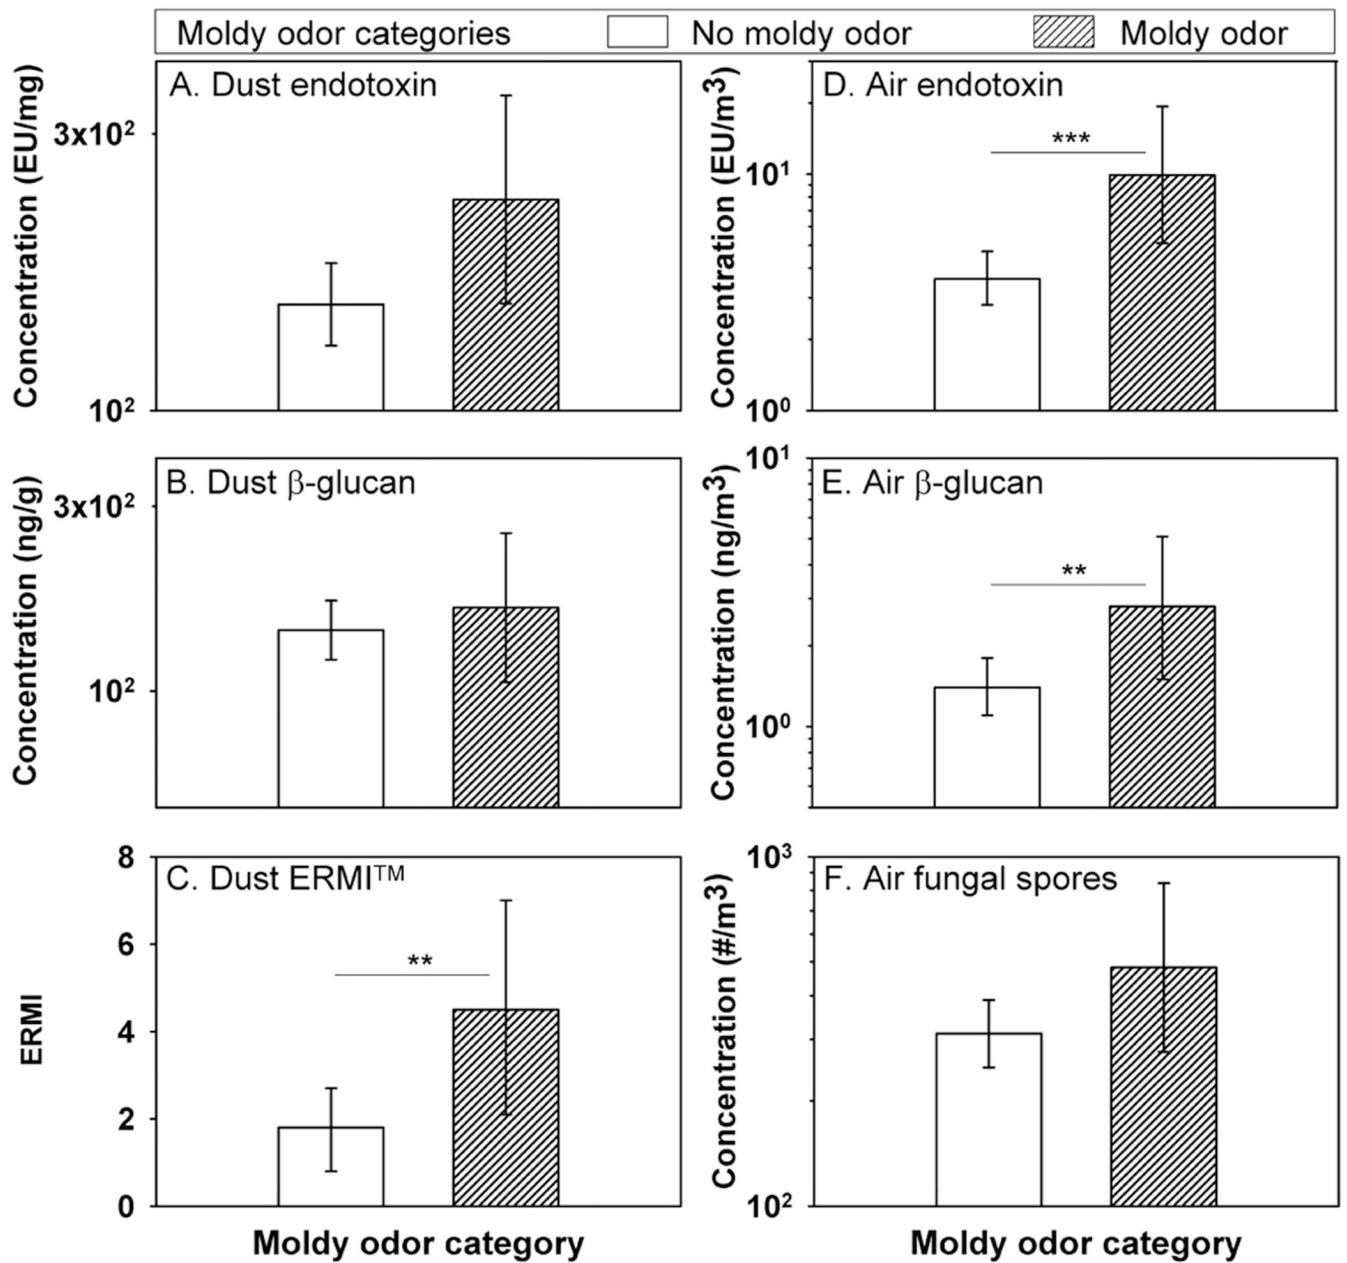 Moldy odor categories No moldy odor Moldy odor
A. Dust endotoxin
Concentration (EU/mg)
3x10²
10²
D. Air endotoxin
Concentration (EU/m³)
***
10¹
10⁰
B. Dust β-glucan
Concentration (ng/g)
3x10²
10²
E. Air β-glucan
Concentration (ng/m³)
10¹
**
10⁰
C. Dust ERMI™
ERMI
8
6
**
4
2
0
Moldy odor category
F. Air fungal spores
Concentration (#/m³)
10³
10²
Moldy odor category